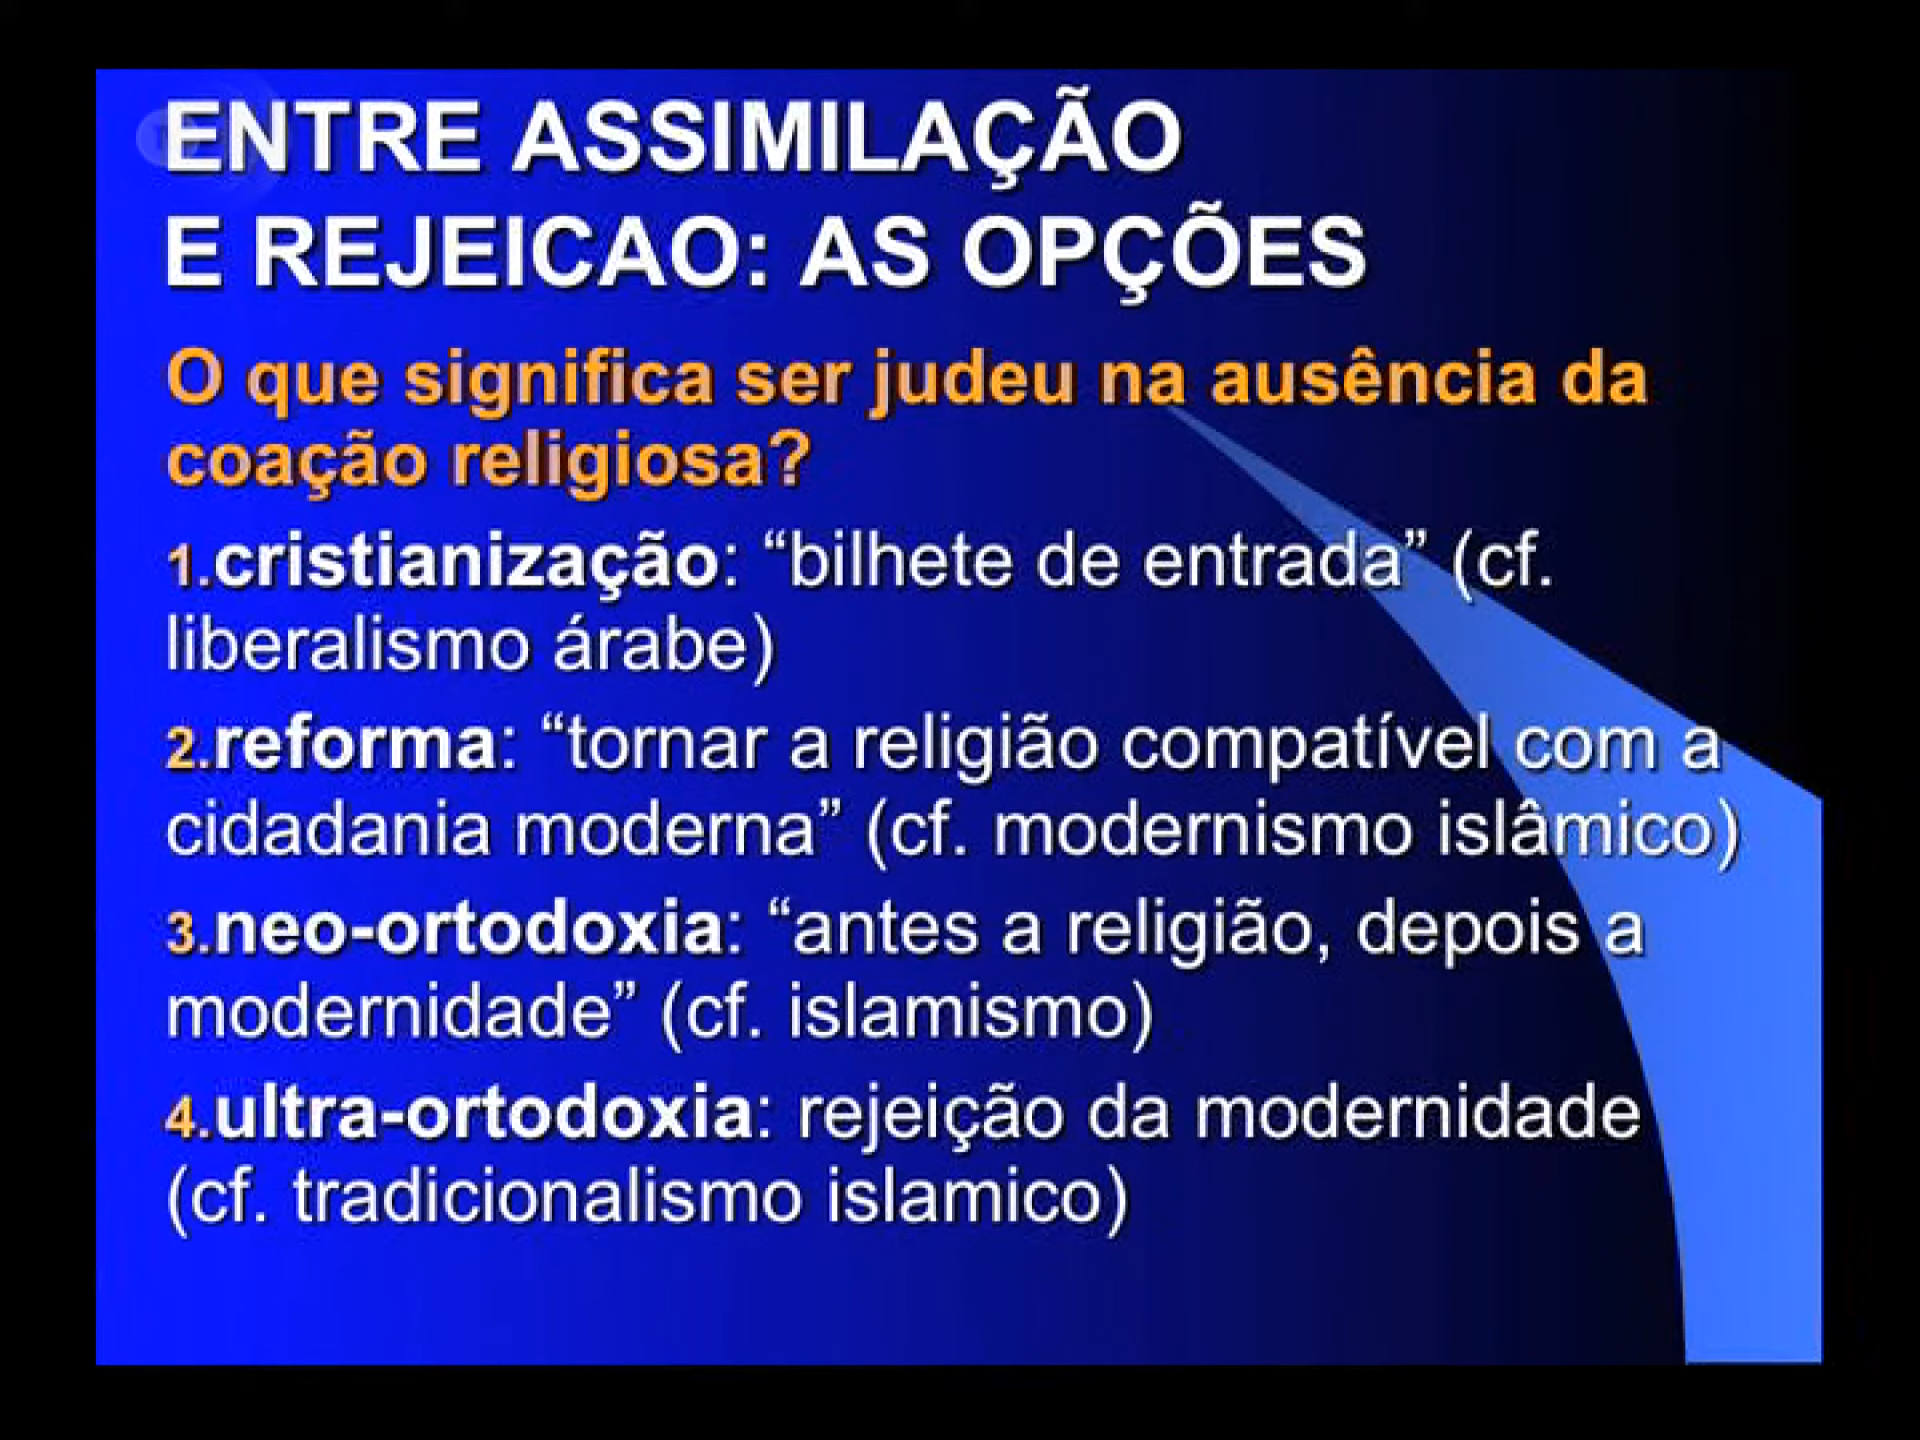 ENTRE ASSIMILAÇÃO
E REJEICAO: AS OPÇÕES
O que significa ser judeu na ausência da
coação religiosa?
1.cristianização: “bilhete de entrada” (cf.
liberalismo árabe)
2.reforma: “tornar a religião compatível com a
cidadania moderna” (cf. modernismo islâmico)
3.neo-ortodoxia: “antes a religião, depois a
modernidade” (cf. islamismo)
4.ultra-ortodoxia: rejeição da modernidade
(cf. tradicionalismo islamico)